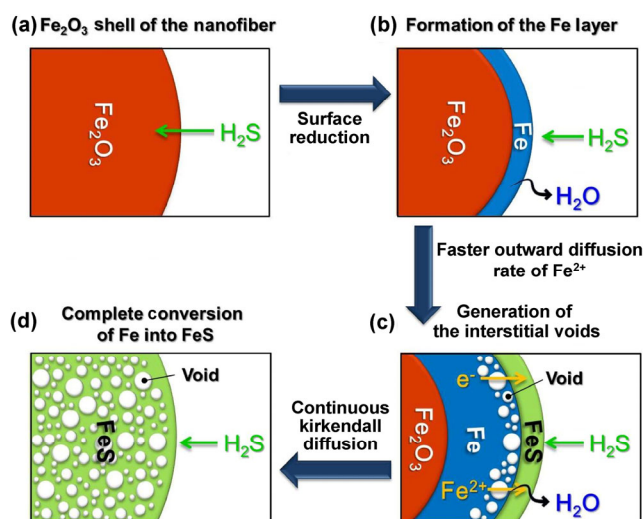 (a) Fe₂O₃ shell of the nanofiber
Fe₂O₃
H₂S
Surface
reduction
(b) Formation of the Fe layer
Fe₂O₃
Fe
H₂S
H₂O
Faster outward diffusion
rate of Fe²⁺
(c) Generation of
the interstitial voids
e⁻
Void
Fe₂O₃
Fe
FeS
H₂S
Fe²⁺
H₂O
Continuous
kirkendall
diffusion
(d) Complete conversion
of Fe into FeS
Void
FeS
H₂S